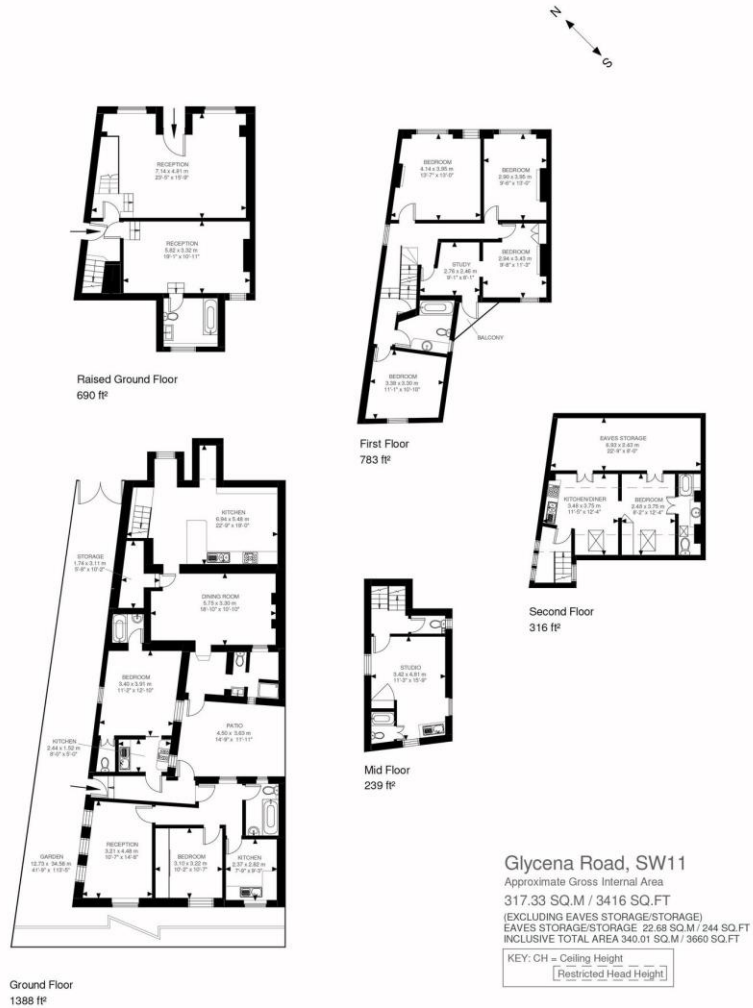 N
S
RECEPTION
7.14 x 4.81 m
23'-5" x 15'-9"
RECEPTION
5.82 x 3.32 m
19'-1" x 10'-11"
Raised Ground Floor
690 ft²
BEDROOM
4.14 x 3.95 m
13'-7" x 13'-0"
BEDROOM
2.90 x 3.95 m
9'-6" x 13'-0"
BEDROOM
2.94 x 3.43 m
9'-8" x 11'-3"
STUDY
2.76 x 2.46 m
9'-1" x 8'-1"
BALCONY
BEDROOM
3.38 x 3.30 m
11'-1" x 10'-10"
First Floor
783 ft²
EAVES STORAGE
6.93 x 2.43 m
22'-9" x 8'-0"
KITCHEN/DINER
3.48 x 3.75 m
11'-5" x 12'-4"
BEDROOM
2.48 x 3.75 m
8'-2" x 12'-4"
Second Floor
316 ft²
KITCHEN
6.94 x 5.48 m
22'-9" x 18'-0"
STORAGE
1.74 x 3.11 m
5'-8" x 10'-2"
DINING ROOM
5.75 x 3.30 m
18'-10" x 10'-10"
BEDROOM
3.40 x 3.91 m
11'-2" x 12'-10"
KITCHEN
2.44 x 1.52 m
8'-0" x 5'-0"
PATIO
4.50 x 3.63 m
14'-9" x 11'-11"
RECEPTION
3.21 x 4.48 m
10'-7" x 14'-8"
BEDROOM
3.10 x 3.22 m
10'-2" x 10'-7"
KITCHEN
2.37 x 2.82 m
7'-9" x 9'-3"
GARDEN
12.73 x 34.56 m
41'-9" x 113'-5"
Ground Floor
1388 ft²
STUDIO
3.42 x 4.81 m
11'-2" x 15'-9"
Mid Floor
239 ft²
Glycena Road, SW11
Approximate Gross Internal Area
317.33 SQ.M / 3416 SQ.FT
(EXCLUDING EAVES STORAGE/STORAGE)
EAVES STORAGE/STORAGE 22.68 SQ.M / 244 SQ.FT
INCLUSIVE TOTAL AREA 340.01 SQ.M / 3660 SQ.FT
KEY: CH = Ceiling Height
Restricted Head Height